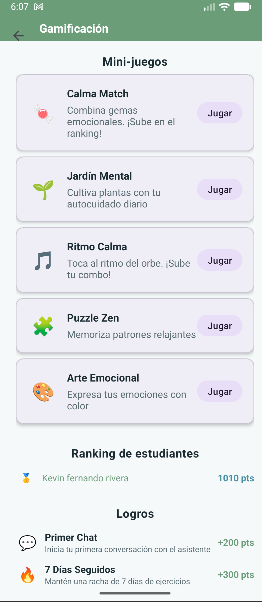 6:07
Gamificación
Mini-juegos
Calma Match
Combina gemas
emocionales. ¡Sube en el
ranking!
Jugar
Jardín Mental
Cultiva plantas con tu
autocuidado diario
Jugar
Ritmo Calma
Toca al ritmo del orbe. ¡Sube
tu combo!
Jugar
Puzzle Zen
Memoriza patrones relajantes
Jugar
Arte Emocional
Expresa tus emociones con
color
Jugar
Ranking de estudiantes
Kevin fernando rivera
1010 pts
Logros
Primer Chat
Inicia tu primera conversación con el asistente
+200 pts
7 Días Seguidos
Mantén una racha de 7 días de ejercicios
+300 pts